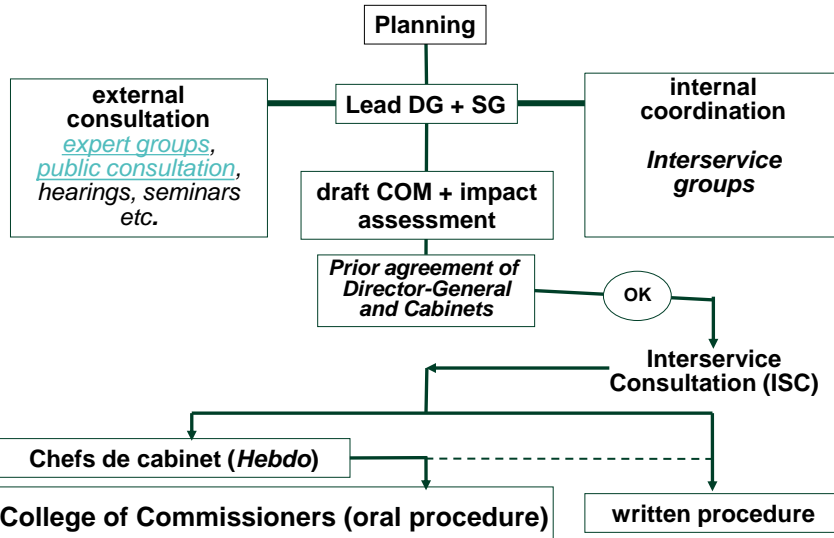 Planning
external
consultation
expert groups,
public consultation,
hearings, seminars
etc.
Lead DG + SG
internal
coordination
Interservice
groups
draft COM + impact
assessment
Prior agreement of
Director-General
and Cabinets
OK
Interservice
Consultation (ISC)
Chefs de cabinet (Hebdo)
College of Commissioners (oral procedure)
written procedure